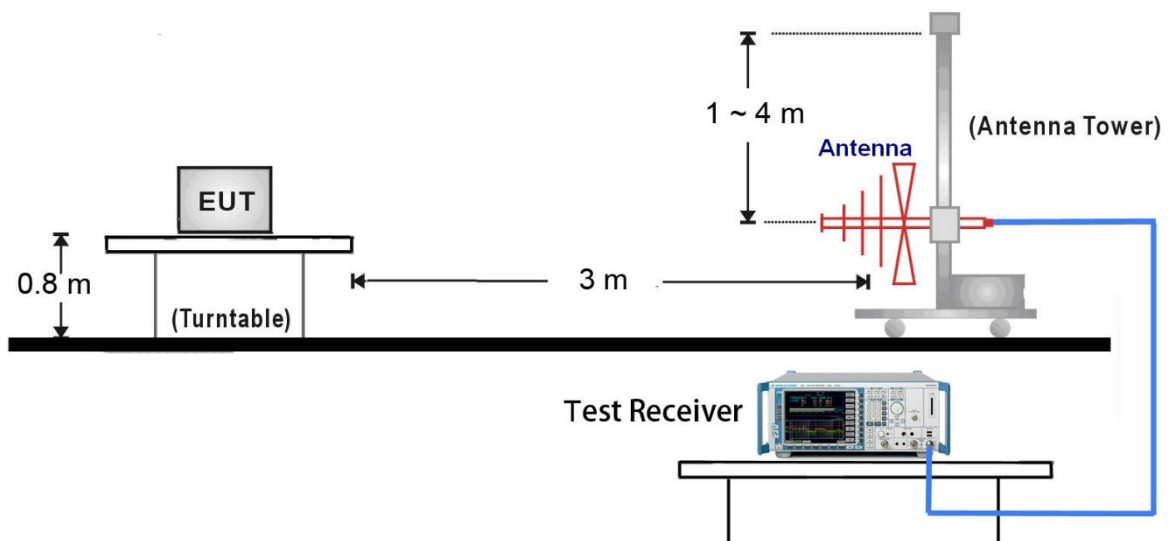 1 ~ 4 m
(Antenna Tower)
Antenna
EUT
0.8 m
3 m
(Turntable)
Test Receiver